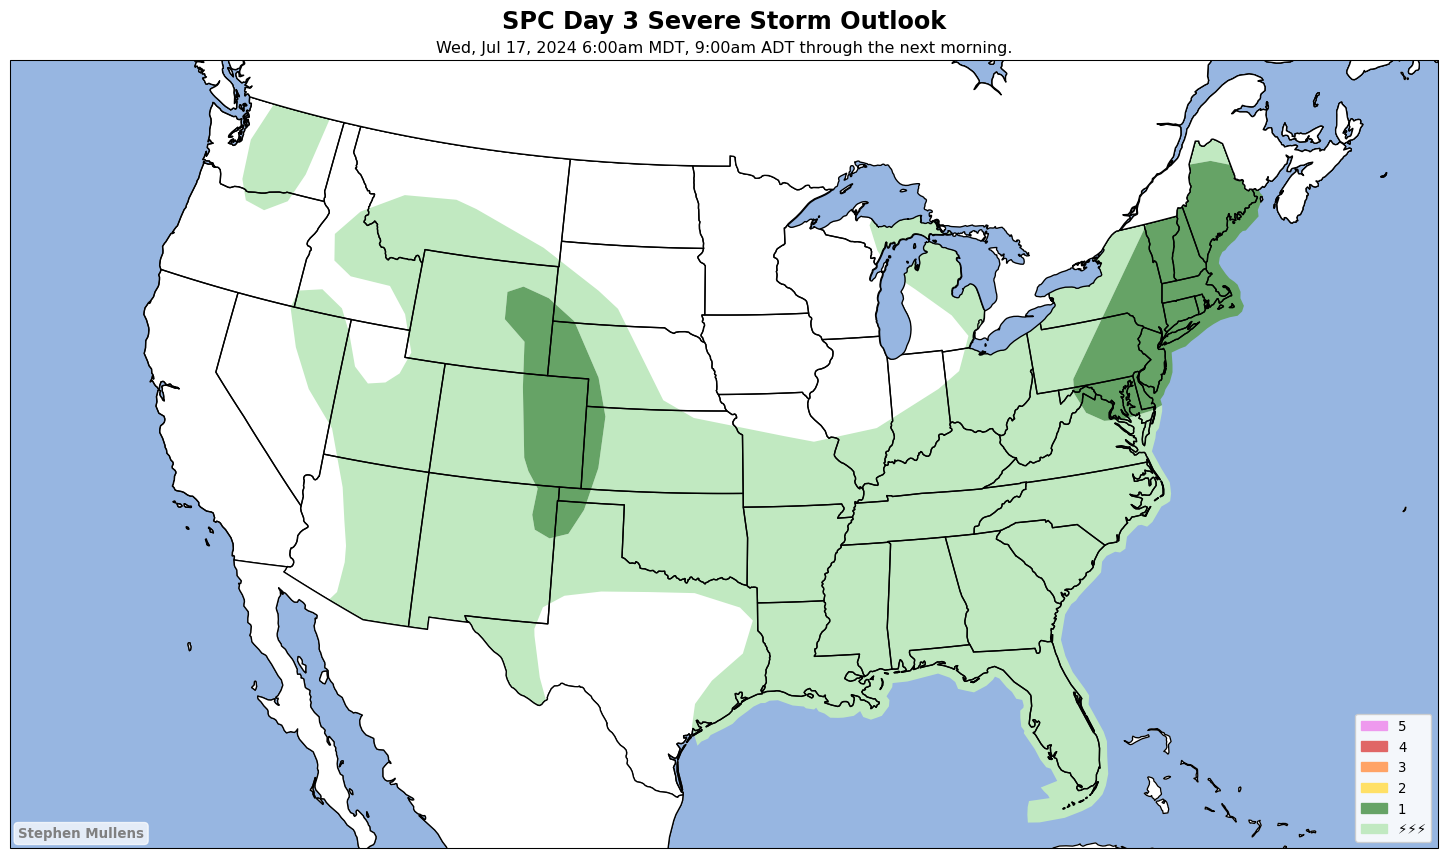 SPC Day 3 Severe Storm Outlook
Wed, Jul 17, 2024 6:00am MDT, 9:00am ADT through the next morning.
5
4
3
2
1
⚡⚡⚡
Stephen Mullens